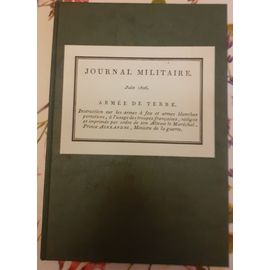 JOURNAL MILITAIRE.
Juin 1806.
ARMÉE DE TERRE.
Instruction sur les armes à feu et armes blanches
portatives, à l'usage des troupes françaises, rédigée
et imprimée par ordre de son Altesse le Maréchal,
Prince ALEXANDRE, Ministre de la guerre.